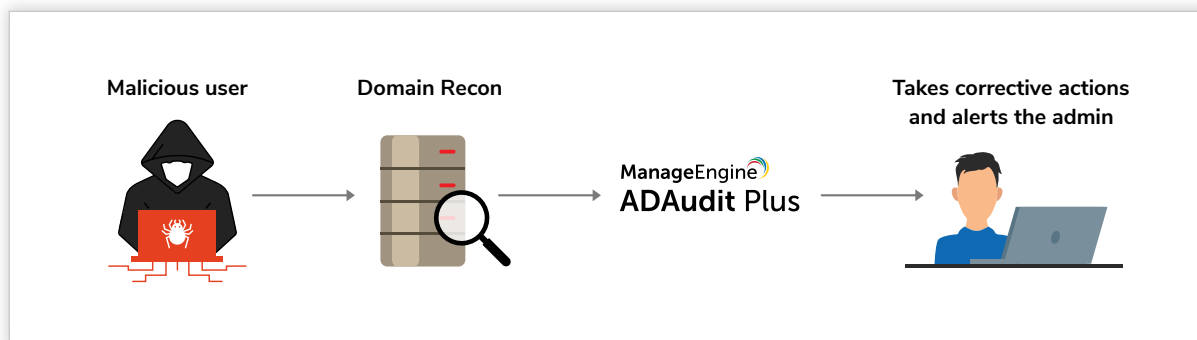 Malicious user
Domain Recon
Takes corrective actions
and alerts the admin
ManageEngine
ADAudit Plus